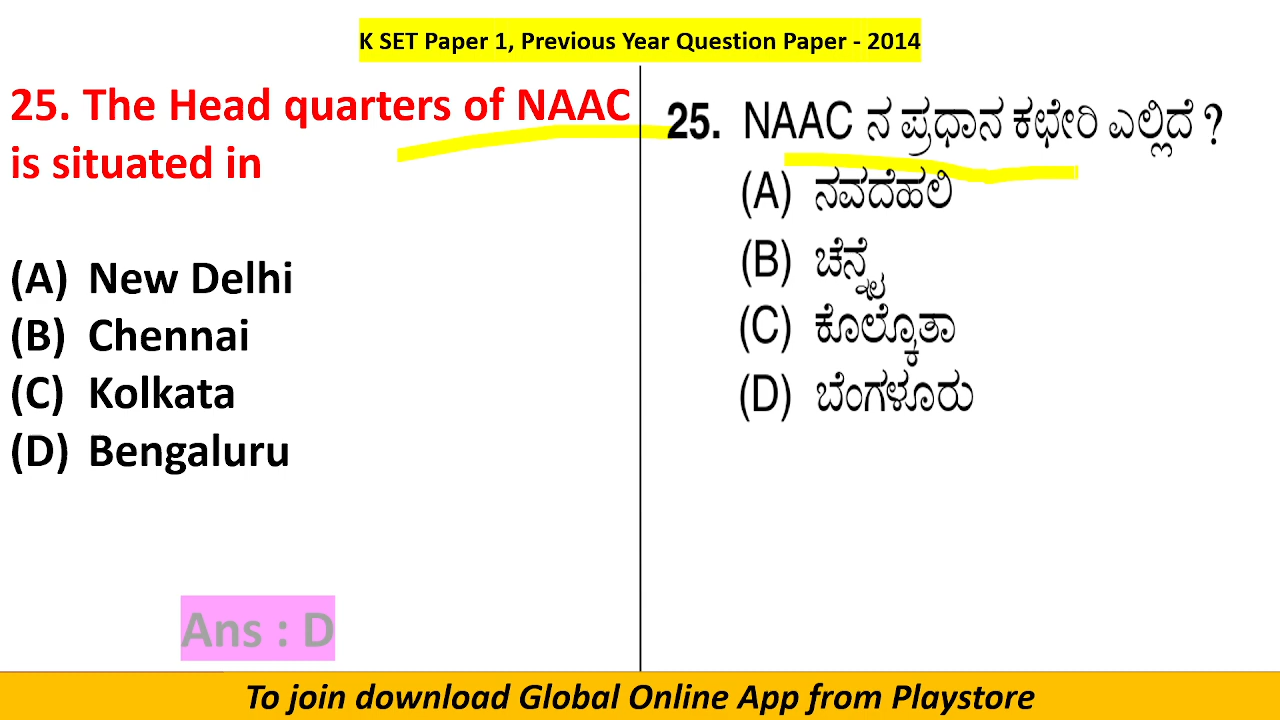 K SET Paper 1, Previous Year Question Paper - 2014
25. The Head quarters of NAAC
is situated in
(A) New Delhi
(B) Chennai
(C) Kolkata
(D) Bengaluru
Ans : D
25. NAAC ನ ಪ್ರಧಾನ ಕಛೇರಿ ಎಲ್ಲಿದೆ ?
(A) ನವದೆಹಲಿ
(B) ಚೆನ್ನೈ
(C) ಕೊಲ್ಕೊತಾ
(D) ಬೆಂಗಳೂರು
To join download Global Online App from Playstore